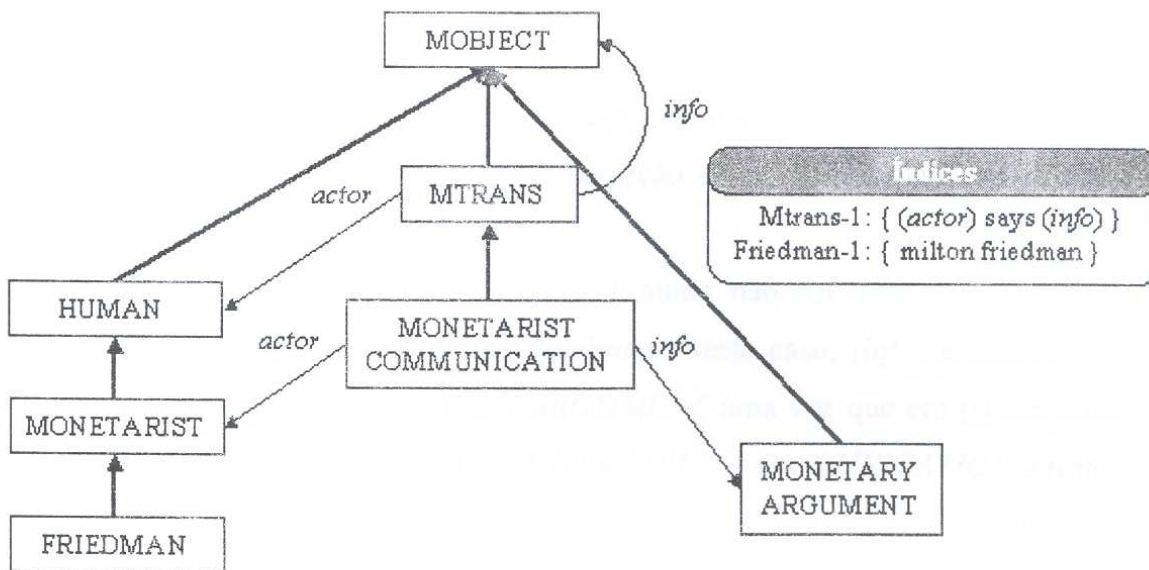 MOBJECT
info
Índices
actor
MTRANS
Mtrans-1: { (actor) says (info) }
Friedman-1: { milton friedman }
HUMAN
actor
MONETARIST
COMMUNICATION
info
MONETARIST
MONETARY
ARGUMENT
FRIEDMAN